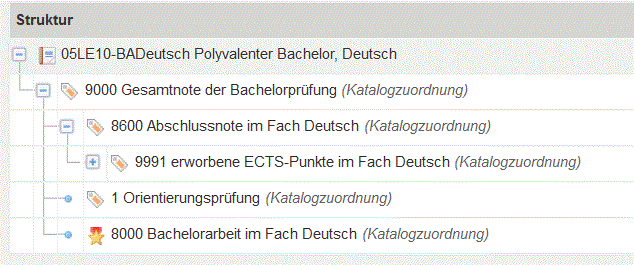 Struktur
05LE10-BADeutsch Polyvalenter Bachelor, Deutsch
9000 Gesamtnote der Bachelorprüfung (Katalogzuordnung)
8600 Abschlussnote im Fach Deutsch (Katalogzuordnung)
9991 erworbene ECTS-Punkte im Fach Deutsch (Katalogzuordnung)
1 Orientierungsprüfung (Katalogzuordnung)
8000 Bachelorarbeit im Fach Deutsch (Katalogzuordnung)